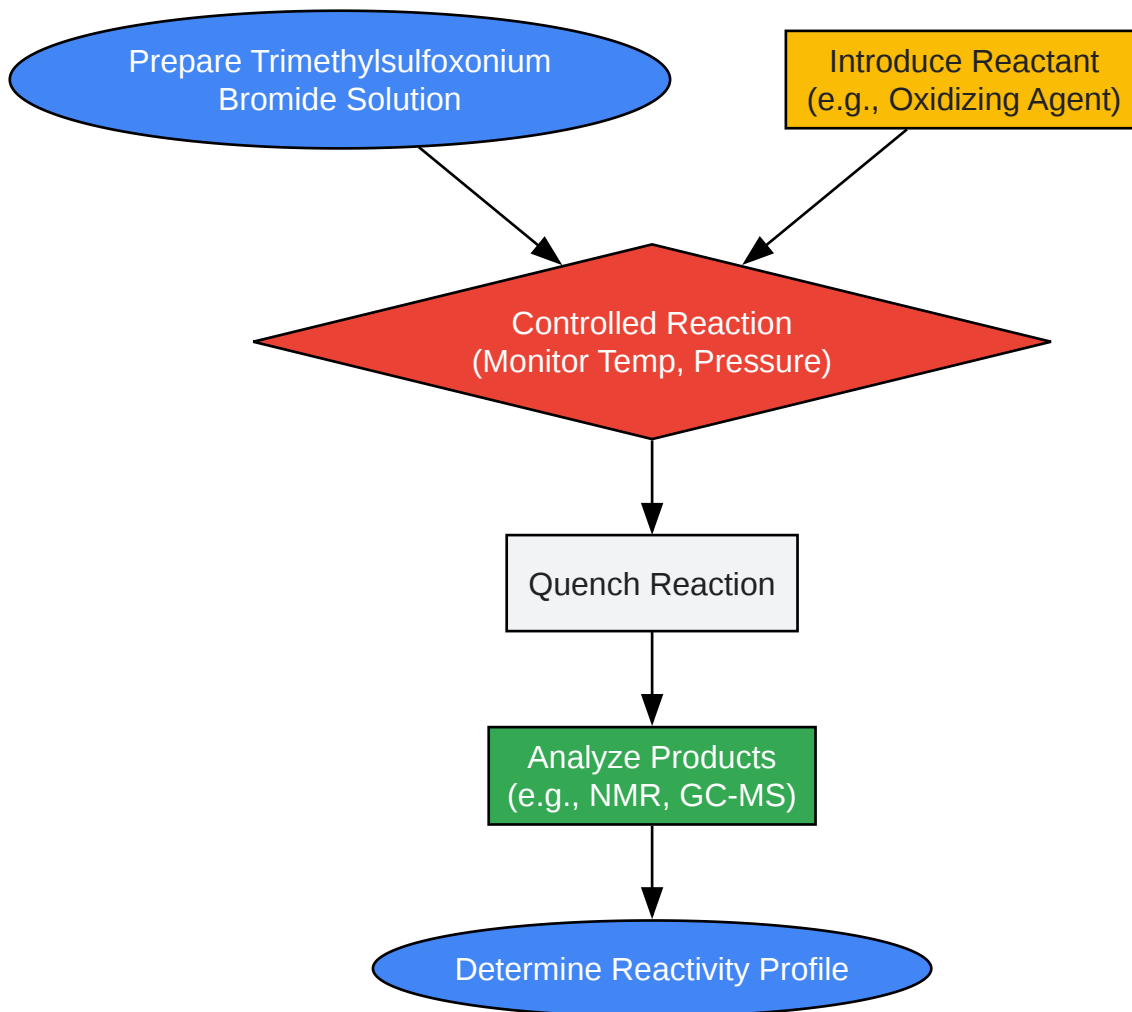 Prepare Trimethylsulfoxonium
Bromide Solution
Introduce Reactant
(e.g., Oxidizing Agent)
Controlled Reaction
(Monitor Temp, Pressure)
Quench Reaction
Analyze Products
(e.g., NMR, GC-MS)
Determine Reactivity Profile